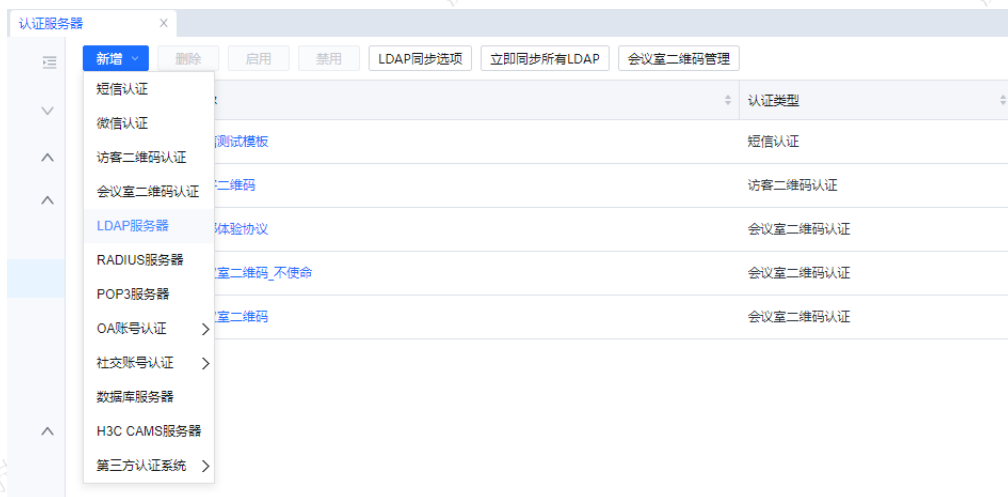 认证服务器
新增 删除 启用 禁用 LDAP同步选项 立即同步所有LDAP 会议室二维码管理
短信认证
认证类型
微信认证
测试模板 短信认证
访客二维码认证
二维码 访客二维码认证
会议室二维码认证
LDAP服务器
体验协议 会议室二维码认证
RADIUS服务器
室二维码_不使命 会议室二维码认证
POP3服务器
室二维码 会议室二维码认证
OA账号认证
社交账号认证
数据库服务器
H3C CAMS服务器
第三方认证系统